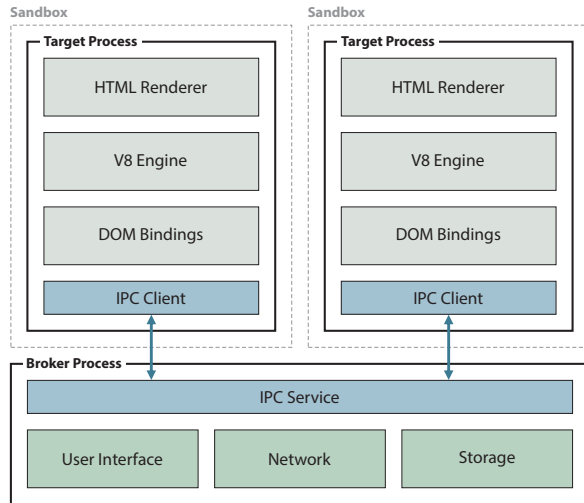 Sandbox
Target Process
HTML Renderer
V8 Engine
DOM Bindings
IPC Client
Sandbox
Target Process
HTML Renderer
V8 Engine
DOM Bindings
IPC Client
Broker Process
IPC Service
User Interface
Network
Storage